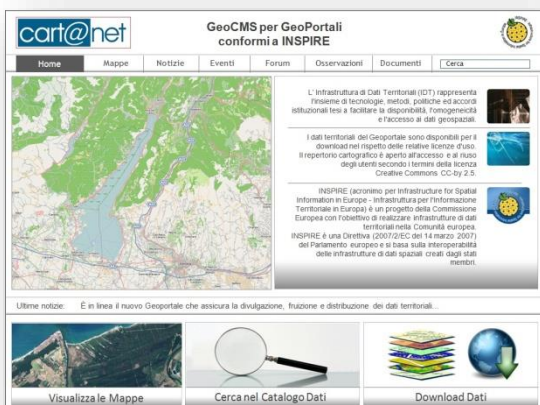 cart@net
GeoCMS per GeoPortali
conformi a INSPIRE
Home Mappe Notizie Eventi Forum Osservazioni Documenti Cerca
L' Infrastruttura di Dati Territoriali (IDT) rappresenta
l'insieme di tecnologie, metodi, politiche ed accordi
istituzionali tesi a facilitare la disponibilità, l'omogeneicità
e l'accesso ai dati geospaziali.
I dati territoriali del Geoportale sono disponibili per il
download nel rispetto delle relative licenze d'uso.
Il repertorio cartografico è aperto all'accesso e al riuso
degli utenti secondo i termini della licenza
Creative Commons CC-by 2.5.
INSPIRE (acronimo per Infrastructure for Spatial
Information in Europe - Infrastruttura per l'Informazione
Territoriale in Europa) è un progetto della Commissione
Europea con l'obiettivo di realizzare infrastrutture di dati
territoriali nella Comunità europea.
INSPIRE è una Direttiva (2007/2/EC del 14 marzo 2007)
del Parlamento europeo e si basa sulla interoperabilità
delle infrastrutture di dati spaziali creati dagli stati
membri.
Ultime notizie: È in linea il nuovo Geoportale che assicura la divulgazione, fruizione e distribuzione dei dati territoriali...
Visualizza le Mappe
Cerca nel Catalogo Dati
Download Dati